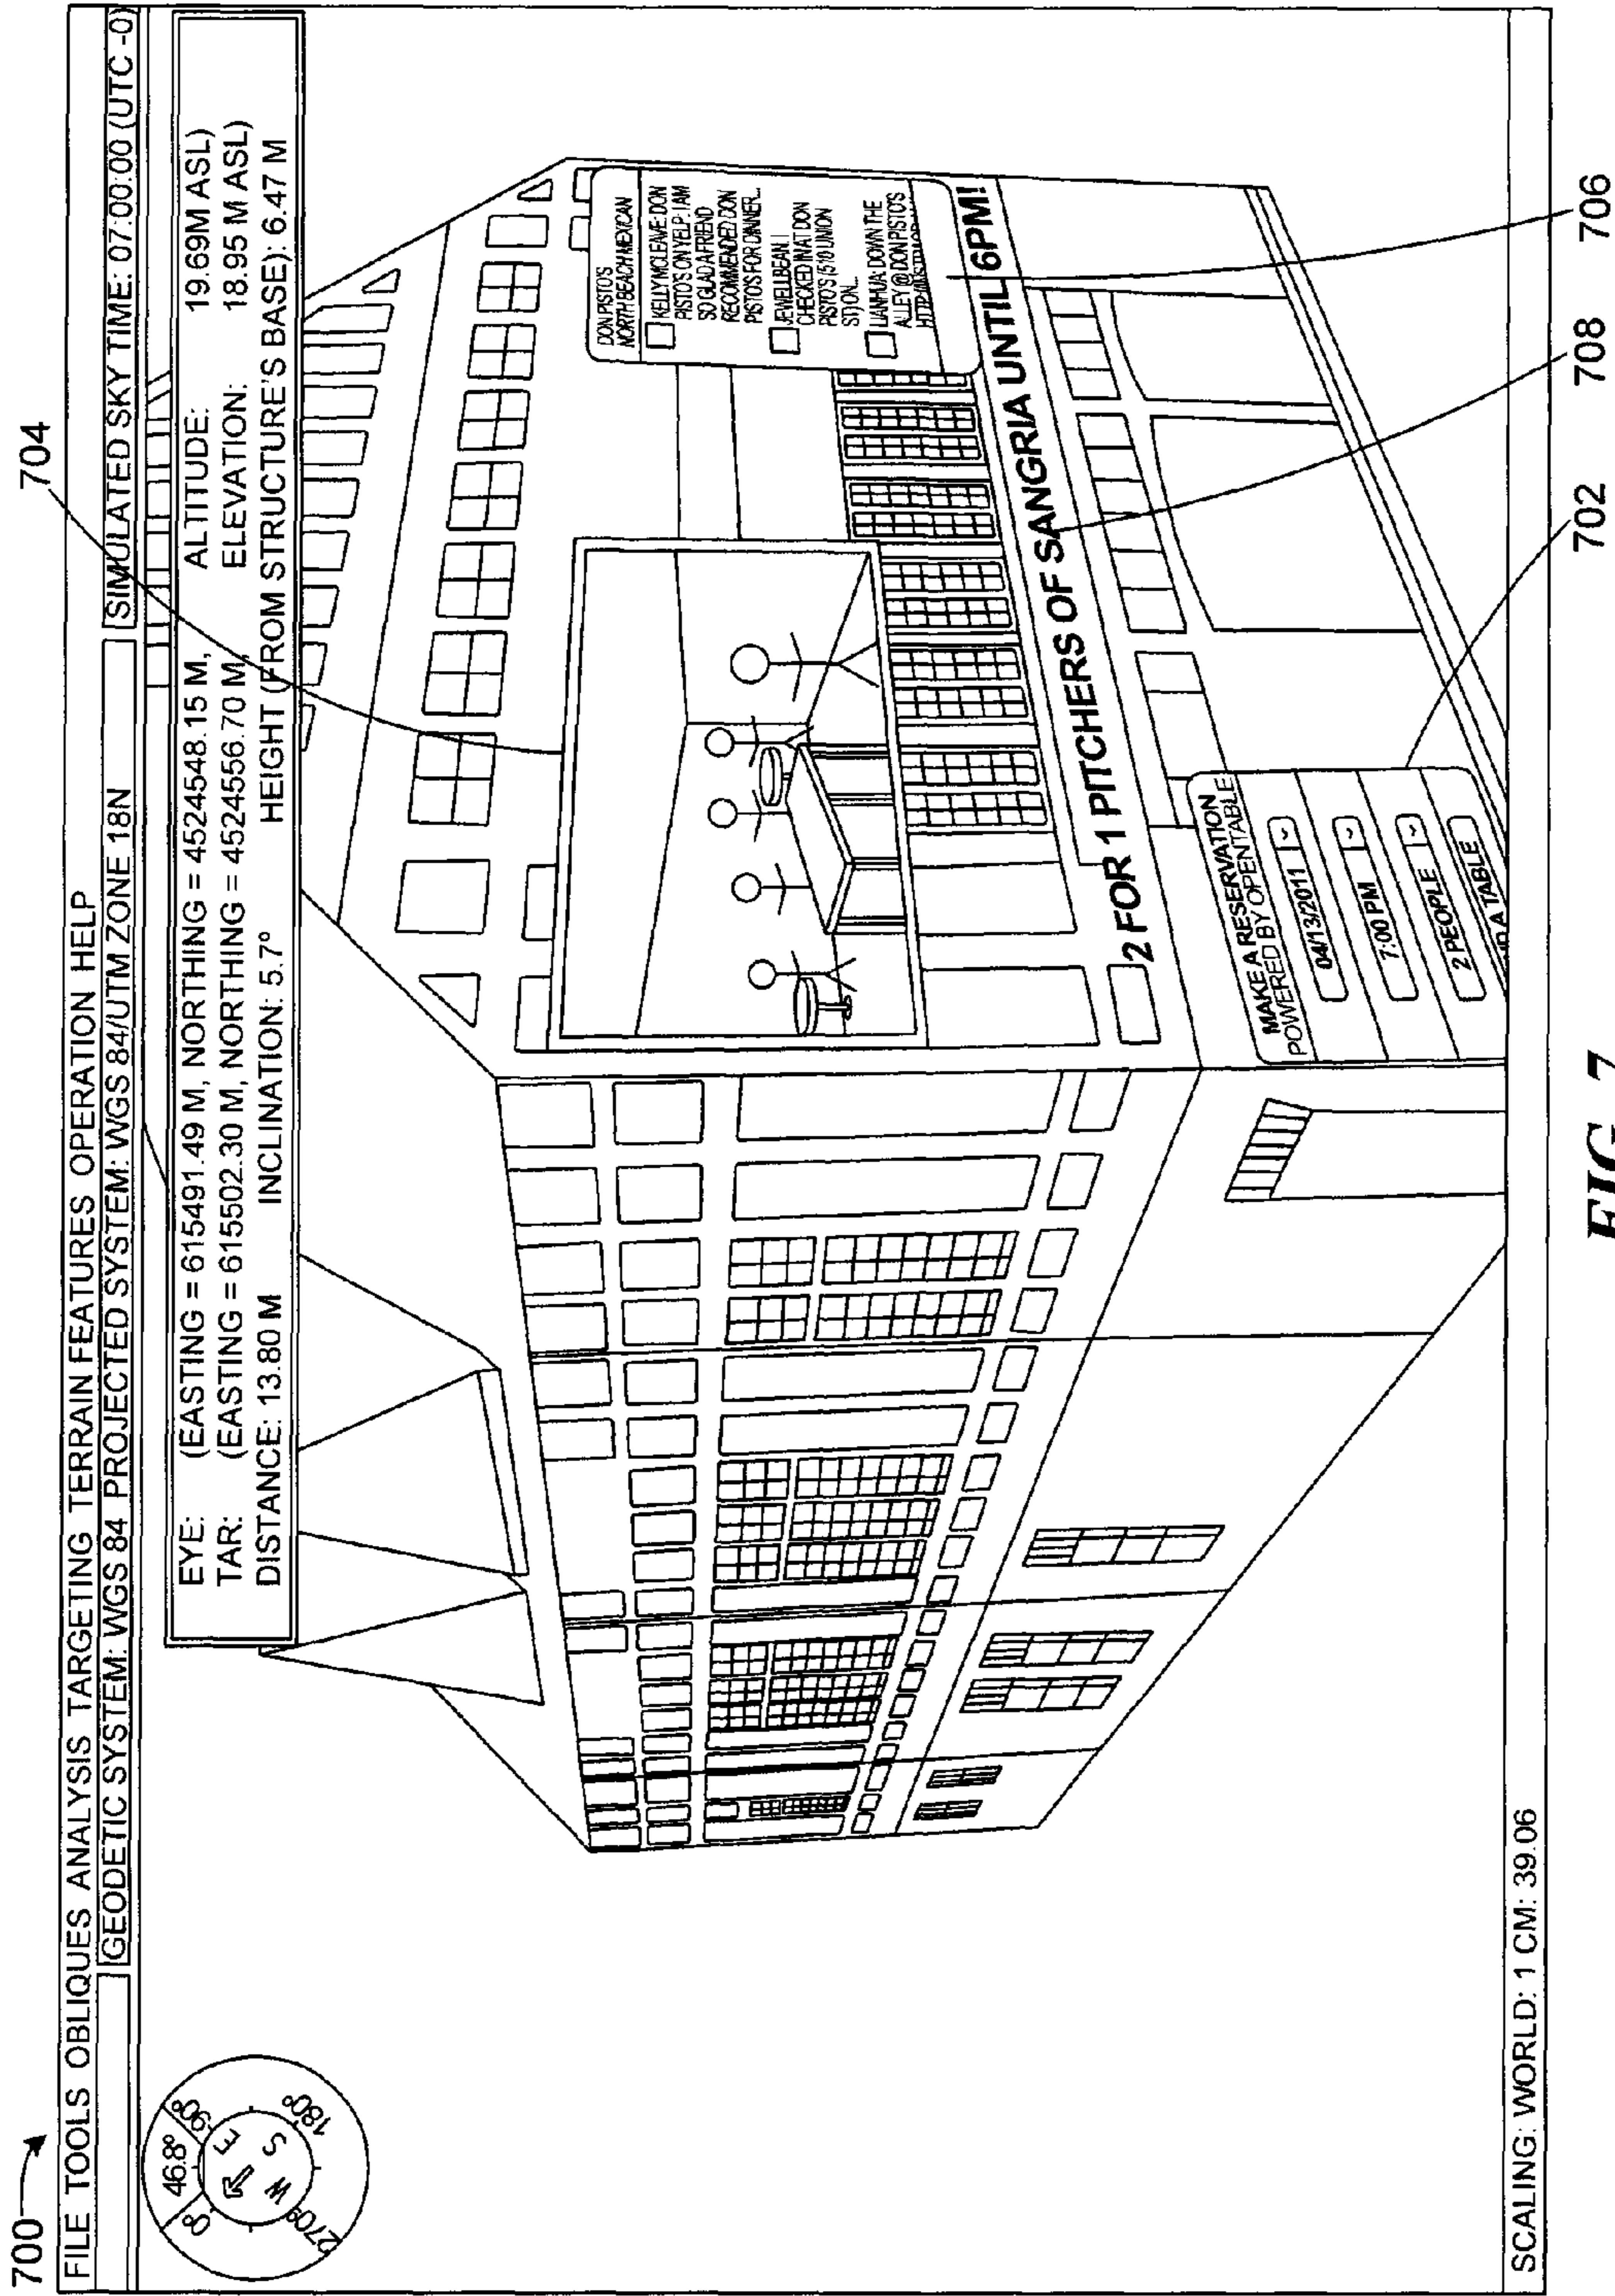 700
704
FILE TOOLS OBLIQUES ANALYSIS TARGETING TERRAIN FEATURES OPERATION HELP
GEODETIC SYSTEM: WGS 84 PROJECTED SYSTEM: WGS 84/UTM ZONE 18N
SIMULATED SKY TIME: 07:00:00 (UTC -0)
0° 46.8° 90° 180° 270°
E S W
EYE: (EASTING = 615491.49 M, NORTHING = 4524548.15 M, ALTITUDE: 19.69M ASL)
TAR: (EASTING = 615502.30 M, NORTHING = 4524556.70 M, ELEVATION: 18.95 M ASL)
DISTANCE: 13.80 M INCLINATION: 5.7° HEIGHT (FROM STRUCTURE'S BASE): 6.47 M
DON PISTO'S
NORTH BEACH MEXICAN
KELLY MCLEAVE: DON
PISTO'S ON YELP: I AM
SO GLAD A FRIEND
RECOMMENDED DON
PISTO'S FOR DINNER...
JEWELLBEAN: I
CHECKED IN AT DON
PISTO'S (510 UNION
ST) ON...
LIANHUA: DOWN THE
ALLEY @ DON PISTO'S
2 FOR 1 PITCHERS OF SANGRIA UNTIL 6PM!
MAKE A RESERVATION
POWERED BY OPENTABLE
04/13/2011
7:00 PM
2 PEOPLE
A TABLE
SCALING: WORLD: 1 CM: 39.06
702
708
706
FIG. 7